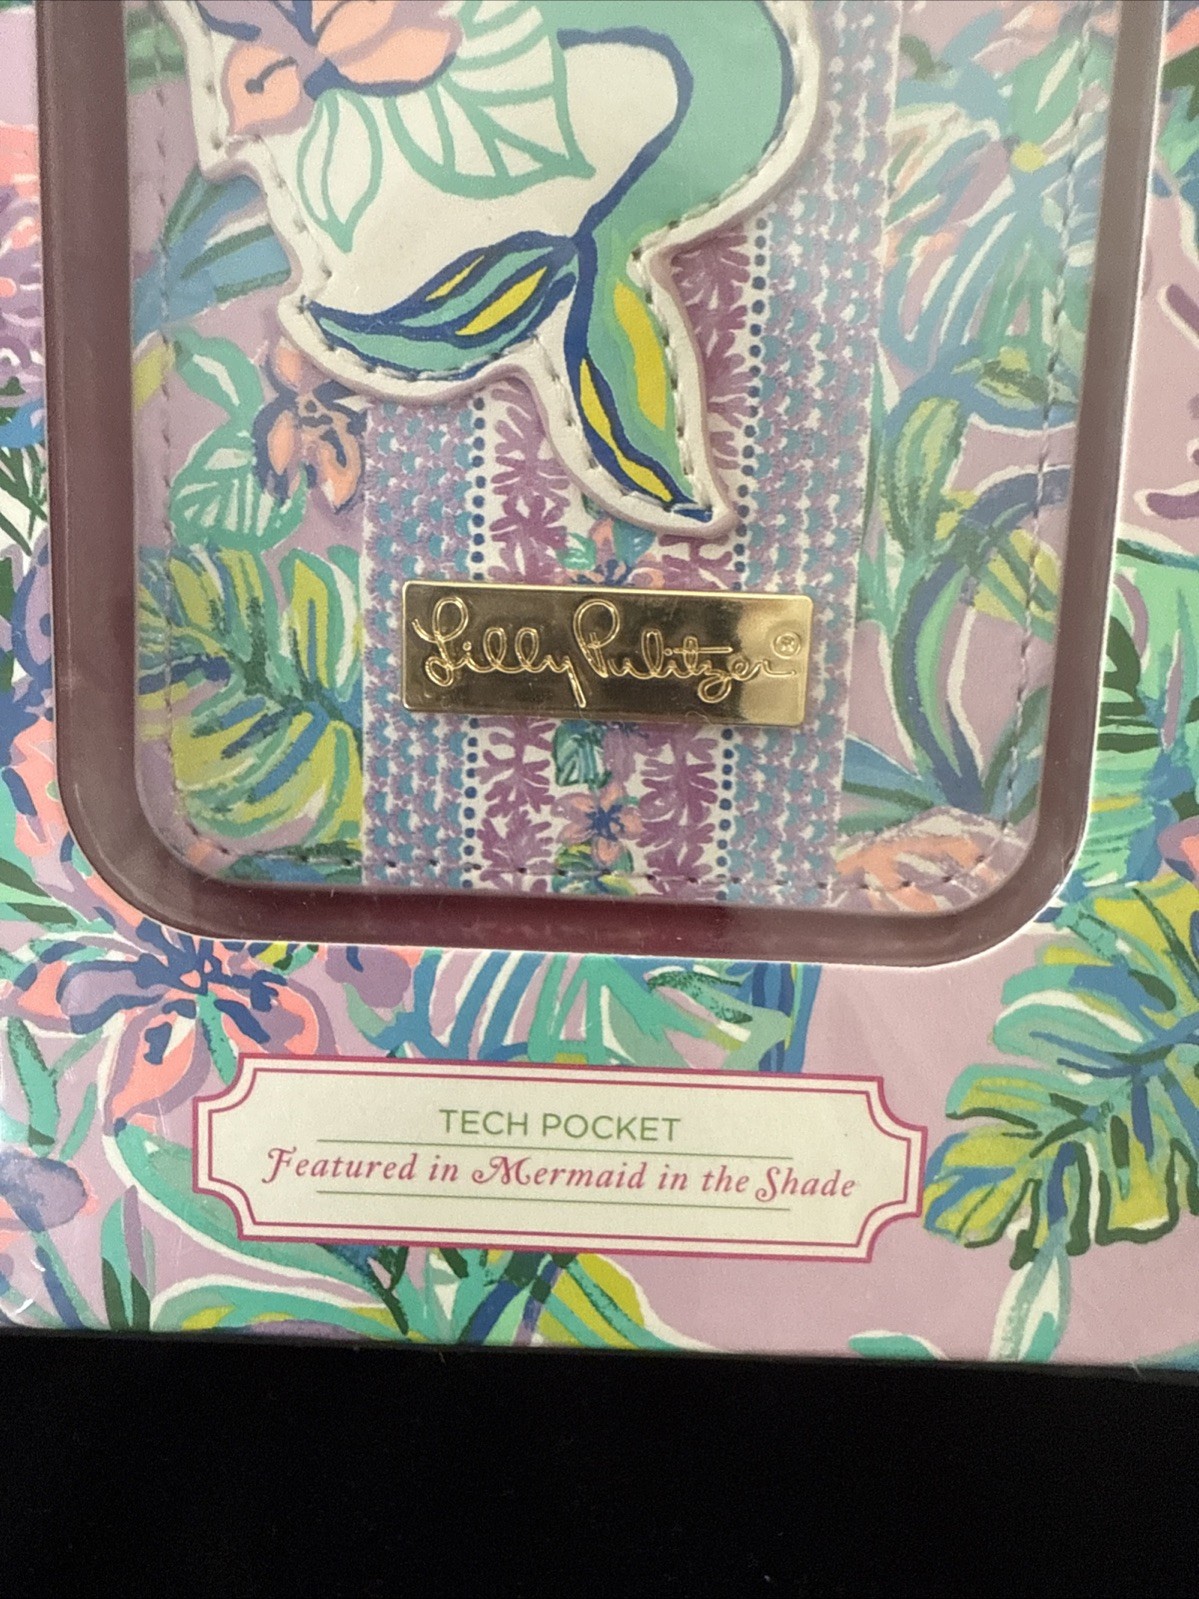 Lilly Pulitzer®
TECH POCKET
Featured in Mermaid in the Shade